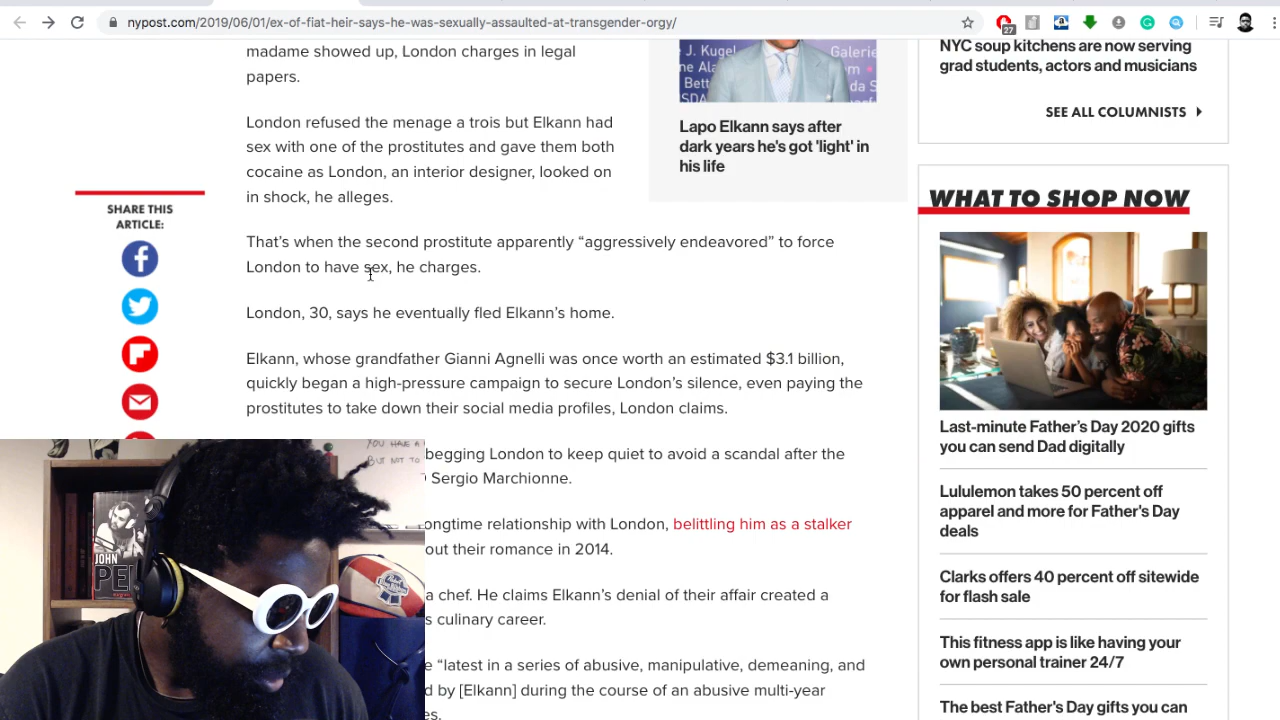 nypost.com/2019/06/01/ex-of-fiat-heir-says-he-was-sexually-assaulted-at-transgender-orgy/
27
madame showed up, London charges in legal
papers.
London refused the menage a trois but Elkann had
sex with one of the prostitutes and gave them both
cocaine as London, an interior designer, looked on
in shock, he alleges.
SHARE THIS
ARTICLE:
That's when the second prostitute apparently “aggressively endeavored” to force
London to have sex, he charges.
London, 30, says he eventually fled Elkann's home.
Elkann, whose grandfather Gianni Agnelli was once worth an estimated $3.1 billion,
quickly began a high-pressure campaign to secure London's silence, even paying the
prostitutes to take down their social media profiles, London claims.
begging London to keep quiet to avoid a scandal after the
Sergio Marchionne.
ongtime relationship with London, belittling him as a stalker
out their romance in 2014.
a chef. He claims Elkann's denial of their affair created a
s culinary career.
e “latest in a series of abusive, manipulative, demeaning, and
d by [Elkann] during the course of an abusive multi-year
es.
J. Kugel
Galerie
Lapo Elkann says after
dark years he's got 'light' in
his life
NYC soup kitchens are now serving
grad students, actors and musicians
SEE ALL COLUMNISTS
WHAT TO SHOP NOW
Last-minute Father's Day 2020 gifts
you can send Dad digitally
Lululemon takes 50 percent off
apparel and more for Father's Day
deals
Clarks offers 40 percent off sitewide
for flash sale
This fitness app is like having your
own personal trainer 24/7
The best Father's Day gifts you can
YOU HAVE A
BUT NOT TO
JOHN
PE